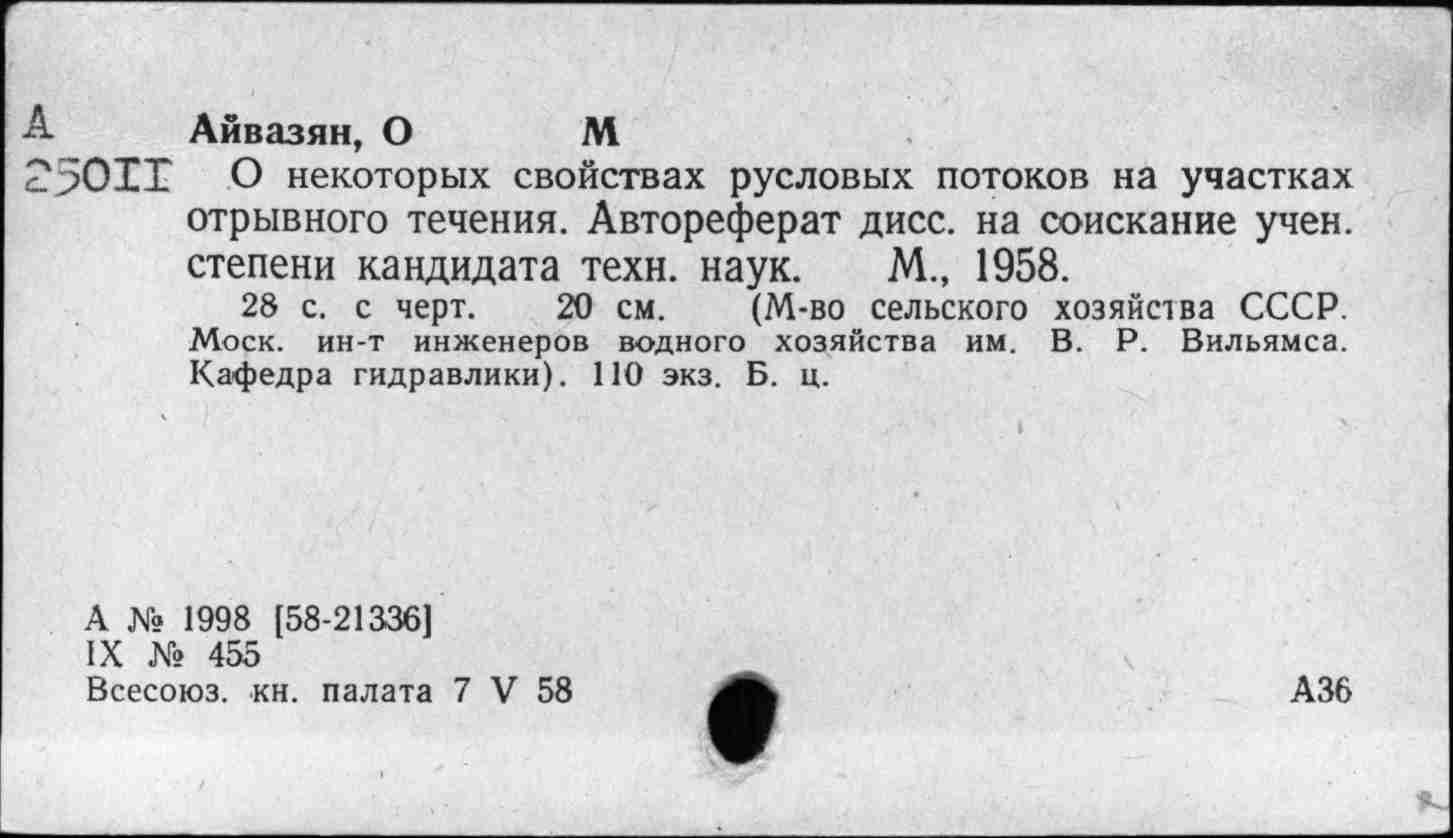 А Айвазян, О М
25011 О некоторых свойствах русловых потоков на участках
отрывного течения. Автореферат дисс. на соискание учен.
степени кандидата техн. наук. М., 1958.
28 с. с черт. 20 см. (М-во сельского хозяйства СССР.
Моск. ин-т инженеров водного хозяйства им. В. Р. Вильямса.
Кафедра гидравлики). 110 экз. Б. ц.
А № 1998 [58-21336]
IX № 455
Всесоюз. кн. палата 7 V 58 А36